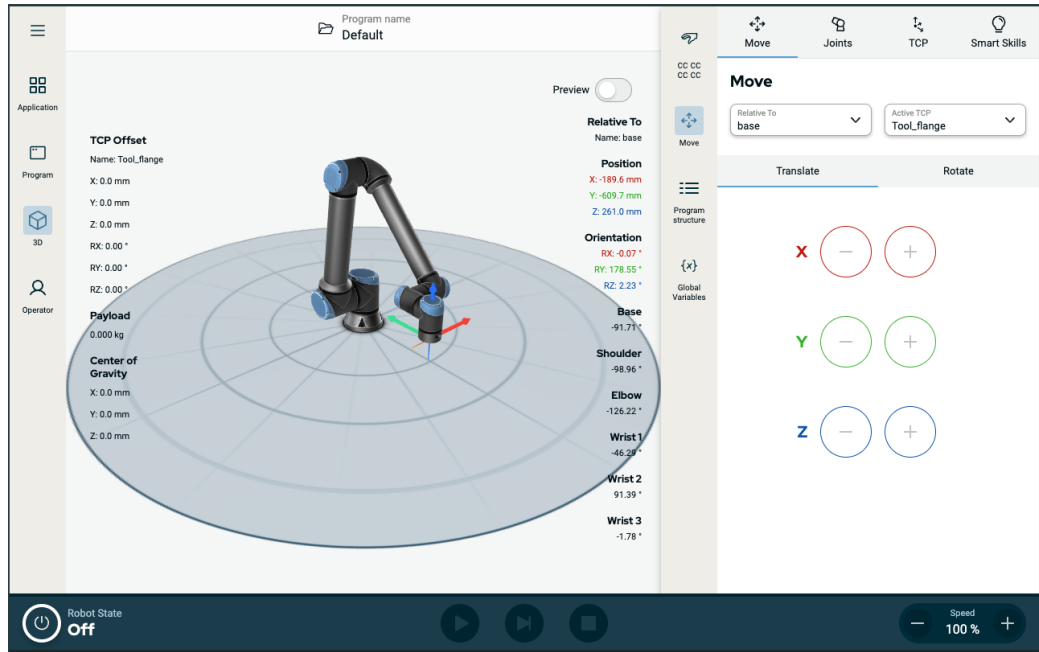 Program name
Default
Application
Program
3D
Operator
Preview
TCP Offset
Name: Tool_flange
X: 0.0 mm
Y: 0.0 mm
Z: 0.0 mm
RX: 0.00 °
RY: 0.00 °
RZ: 0.00 °
Payload
0.000 kg
Center of
Gravity
X: 0.0 mm
Y: 0.0 mm
Z: 0.0 mm
Relative To
Name: base
Position
X: -189.6 mm
Y: -609.7 mm
Z: 261.0 mm
Orientation
RX: -0.07 °
RY: 178.55 °
RZ: 2.23 °
Base
-91.71 °
Shoulder
-98.96 °
Elbow
-126.22 °
Wrist 1
-46.29 °
Wrist 2
91.39 °
Wrist 3
-1.78 °
CC CC
CC CC
Move
Program
structure
{x}
Global
Variables
Move
Joints
TCP
Smart Skills
Move
Relative To
base
Active TCP
Tool_flange
Translate
Rotate
X − +
Y − +
Z − +
Robot State
Off
Speed
− 100 % +